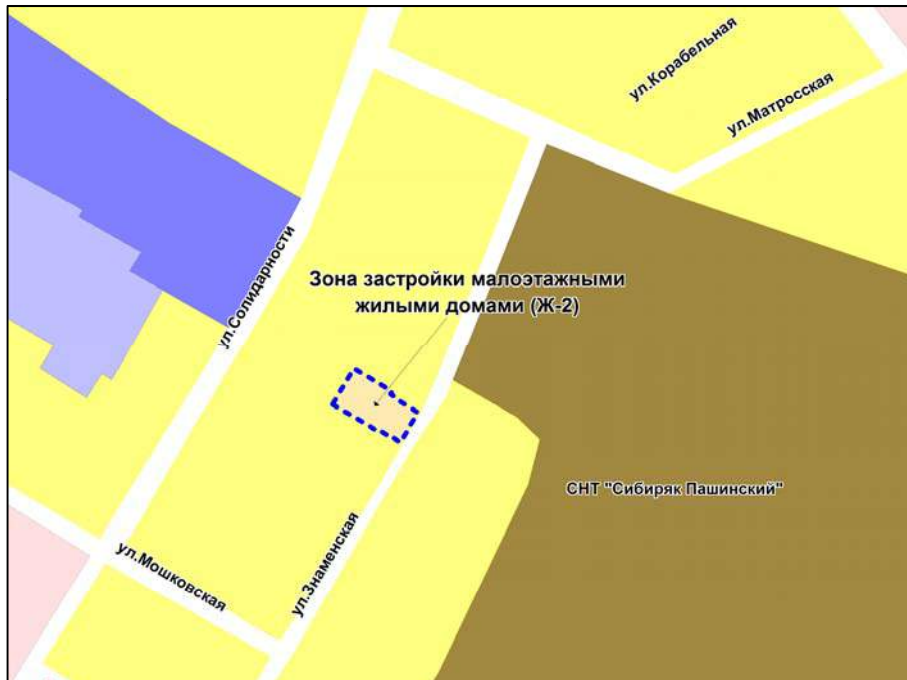 ул.Корабельная
ул.Матросская
ул.Солидарности
Зона застройки малоэтажными
жилыми домами (Ж-2)
СНТ "Сибиряк Пашинский"
ул.Мошковская
ул.Знаменская